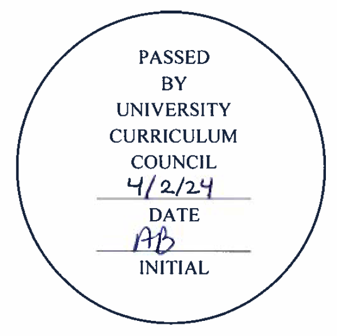 PASSED
BY
UNIVERSITY
CURRICULUM
COUNCIL
4/2/24
DATE
AB
INITIAL